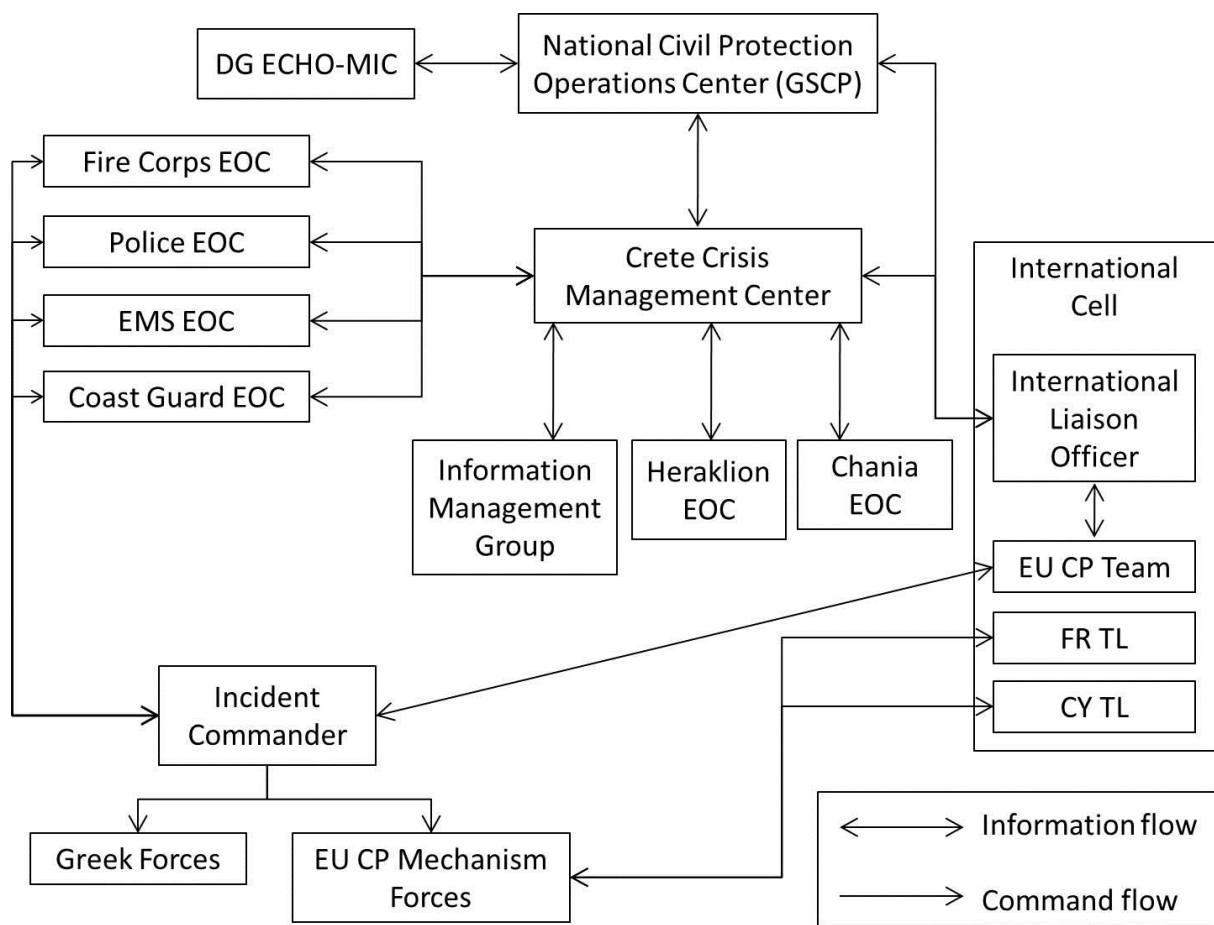 DG ECHO-MIC
National Civil Protection
Operations Center (GSCP)
Fire Corps EOC
Police EOC
EMS EOC
Coast Guard EOC
Crete Crisis
Management Center
Information
Management
Group
Heraklion
EOC
Chania
EOC
International
Cell
International
Liaison
Officer
EU CP Team
FR TL
CY TL
Incident
Commander
Greek Forces
EU CP Mechanism
Forces
Information flow
Command flow